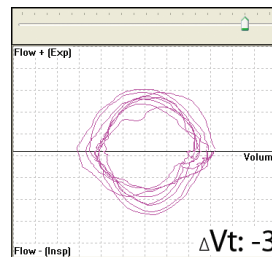 Flow + (Exp)
Volum
Flow - (Insp)
ΔVt: -3